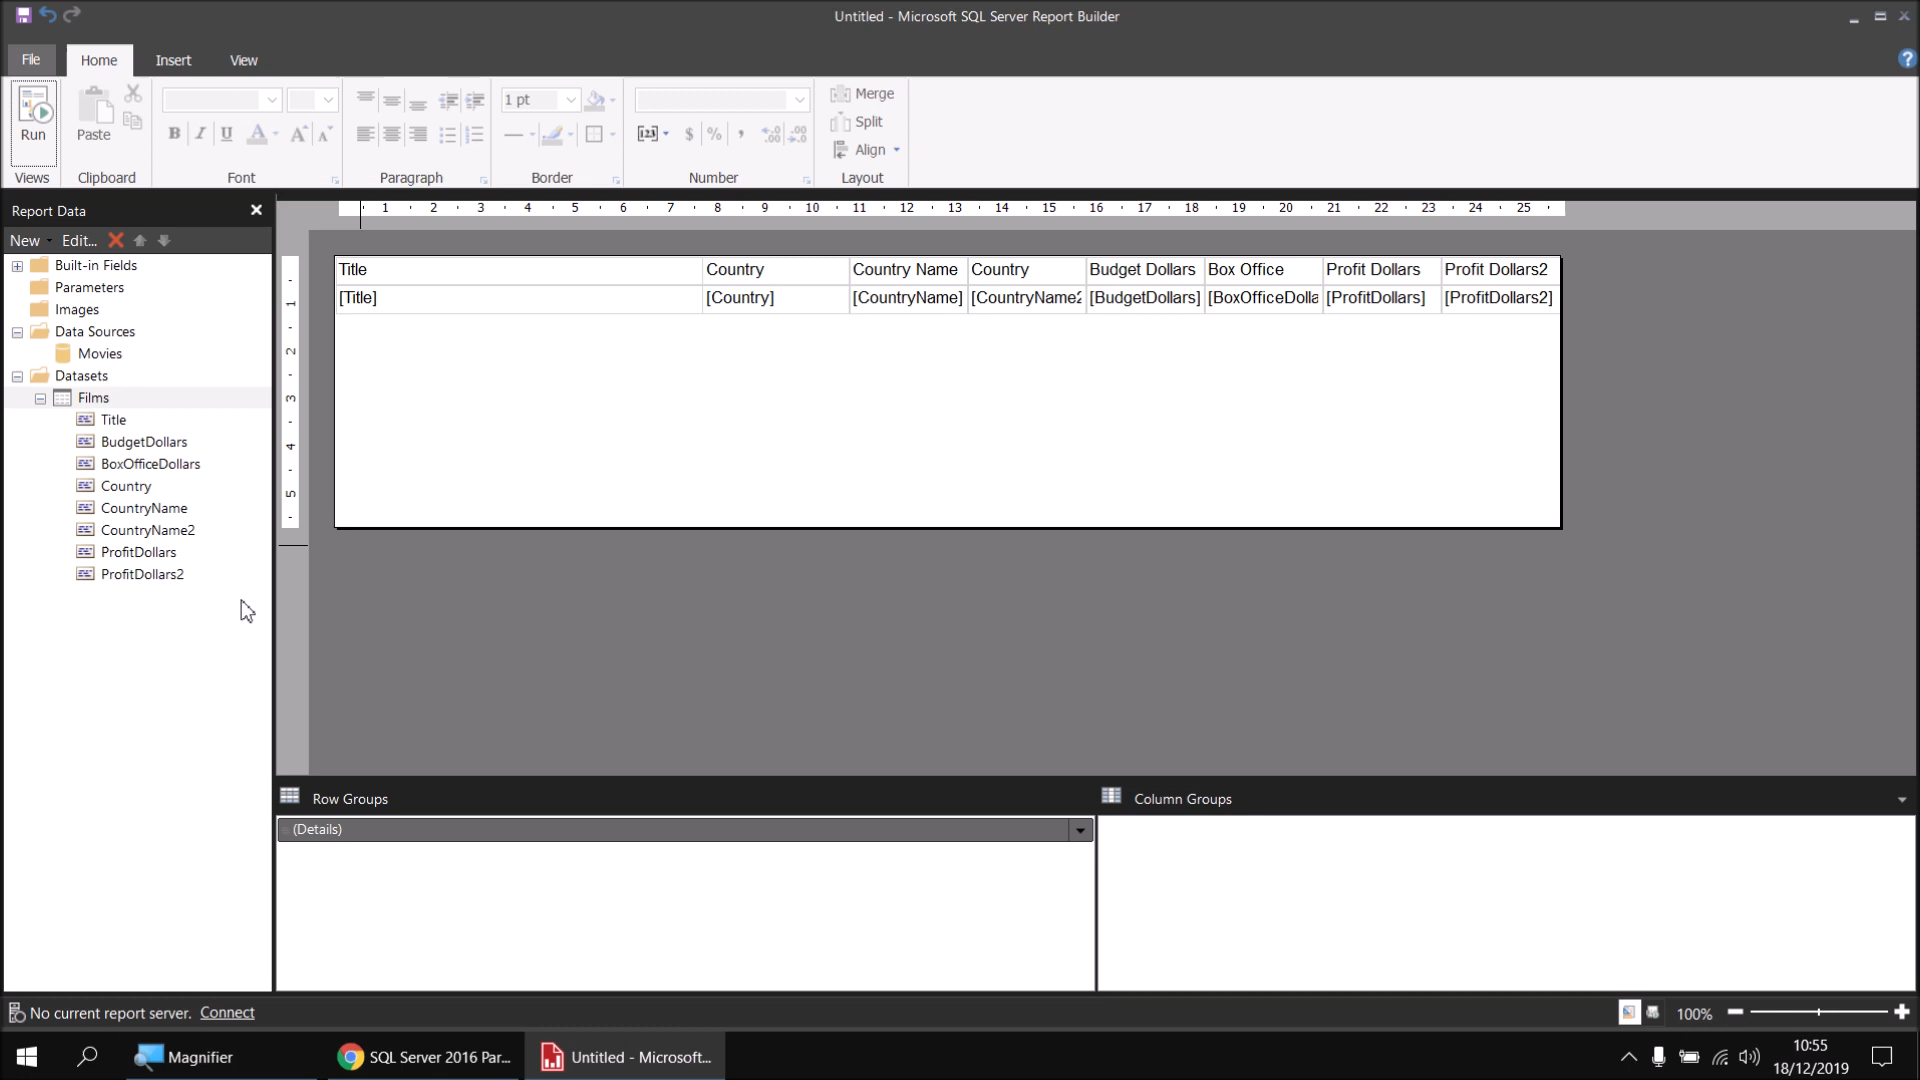 Untitled - Microsoft SQL Server Report Builder
File Home Insert View
Run
Paste
1 pt
Merge
Split
Align
B I U A A A
[123] $ % ,
Views Clipboard Font Paragraph Border Number Layout
Report Data
New Edit...
Built-in Fields
Parameters
Images
Data Sources
Movies
Datasets
Films
Title
BudgetDollars
BoxOfficeDollars
Country
CountryName
CountryName2
ProfitDollars
ProfitDollars2
1 2 3 4 5 6 7 8 9 10 11 12 13 14 15 16 17 18 19 20 21 22 23 24 25
1
2
3
4
5
Title Country Country Name Country Budget Dollars Box Office Profit Dollars Profit Dollars2
[Title] [Country] [CountryName] [CountryName2 [BudgetDollars] [BoxOfficeDolla [ProfitDollars] [ProfitDollars2]
Row Groups Column Groups
(Details)
No current report server. Connect
100%
Magnifier
SQL Server 2016 Par...
Untitled - Microsoft...
10:55
18/12/2019